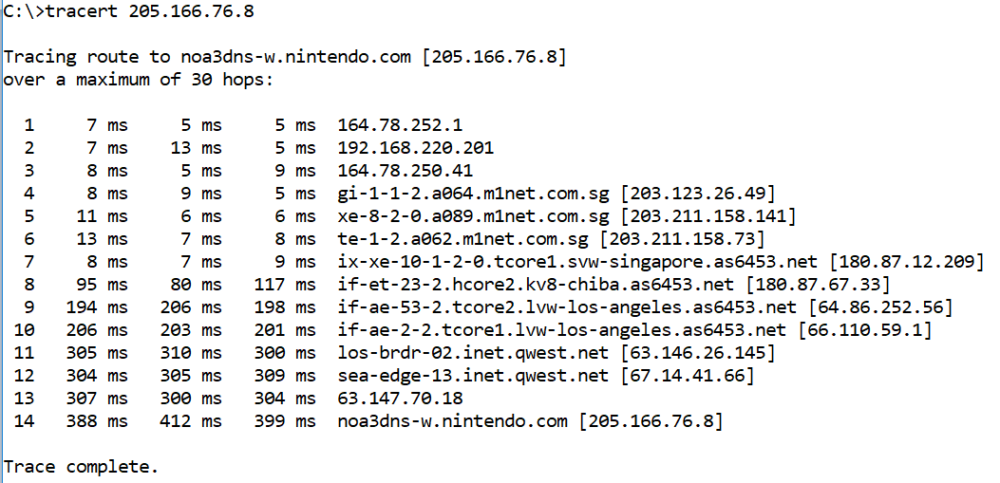 C:\>tracert 205.166.76.8
Tracing route to noa3dns-w.nintendo.com [205.166.76.8]
over a maximum of 30 hops:
1 7 ms 5 ms 5 ms 164.78.252.1
2 7 ms 13 ms 5 ms 192.168.220.201
3 8 ms 5 ms 9 ms 164.78.250.41
4 8 ms 9 ms 5 ms gi-1-1-2.a064.m1net.com.sg [203.123.26.49]
5 11 ms 6 ms 6 ms xe-8-2-0.a089.m1net.com.sg [203.211.158.141]
6 13 ms 7 ms 8 ms te-1-2.a062.m1net.com.sg [203.211.158.73]
7 8 ms 7 ms 9 ms ix-xe-10-1-2-0.tcore1.svw-singapore.as6453.net [180.87.12.209]
8 95 ms 80 ms 117 ms if-et-23-2.hcore2.kv8-chiba.as6453.net [180.87.67.33]
9 194 ms 206 ms 198 ms if-ae-53-2.tcore2.lvw-los-angeles.as6453.net [64.86.252.56]
10 206 ms 203 ms 201 ms if-ae-2-2.tcore1.lvw-los-angeles.as6453.net [66.110.59.1]
11 305 ms 310 ms 300 ms los-brdr-02.inet.qwest.net [63.146.26.145]
12 304 ms 305 ms 309 ms sea-edge-13.inet.qwest.net [67.14.41.66]
13 307 ms 300 ms 304 ms 63.147.70.18
14 388 ms 412 ms 399 ms noa3dns-w.nintendo.com [205.166.76.8]
Trace complete.